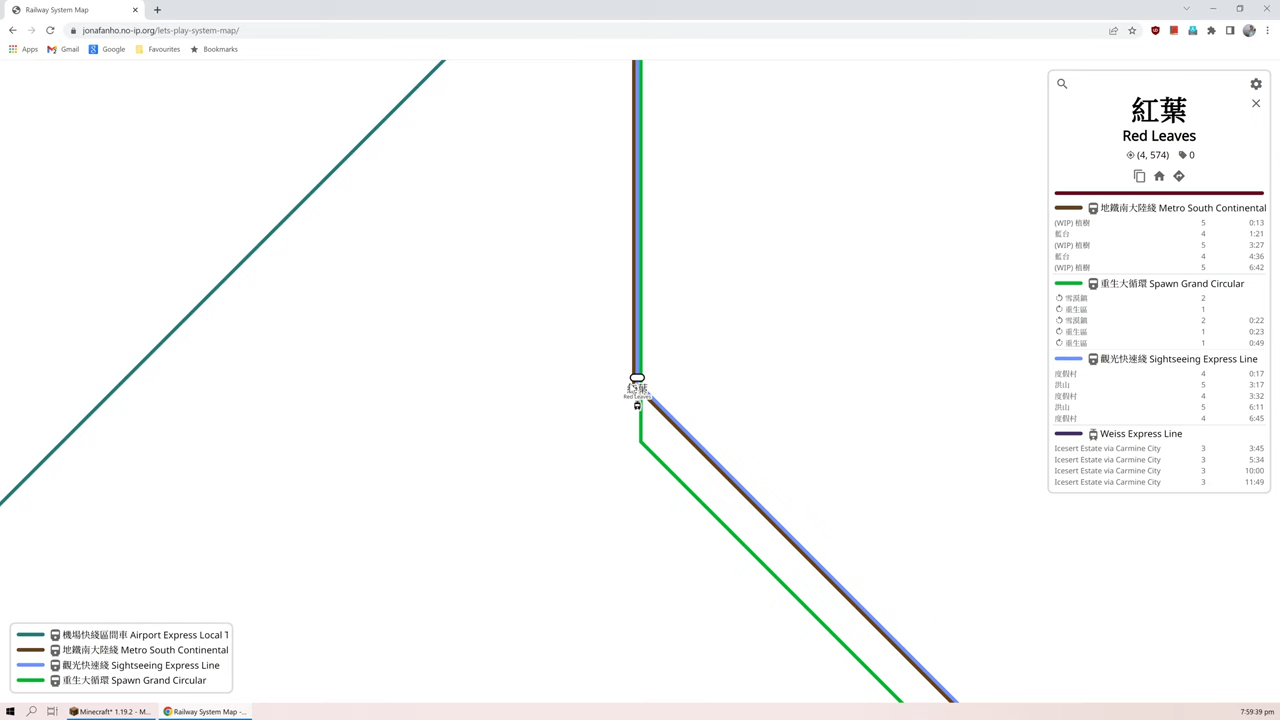 Railway System Map
jonafanho.no-ip.org/lets-play-system-map/
Apps
Gmail
Google
Favourites
Bookmarks
紅葉
Red Leaves
(4, 574) 0
地鐵南大陸綫 Metro South Continental
(WIP) 植樹 5 0:13
藍台 4 1:21
(WIP) 植樹 5 3:27
藍台 4 4:36
(WIP) 植樹 5 6:42
重生大循環 Spawn Grand Circular
雪漠鎮 2
重生區 1
雪漠鎮 2 0:22
重生區 1 0:23
重生區 1 0:49
觀光快速綫 Sightseeing Express Line
度假村 4 0:17
洪山 5 3:17
度假村 4 3:32
洪山 5 6:11
度假村 4 6:45
Weiss Express Line
Icesert Estate via Carmine City 3 3:45
Icesert Estate via Carmine City 3 5:34
Icesert Estate via Carmine City 3 10:00
Icesert Estate via Carmine City 3 11:49
紅葉
Red Leaves
機場快綫區間車 Airport Express Local T
地鐵南大陸綫 Metro South Continental
觀光快速綫 Sightseeing Express Line
重生大循環 Spawn Grand Circular
Minecraft* 1.19.2 - M...
Railway System Map -...
7:59:39 pm